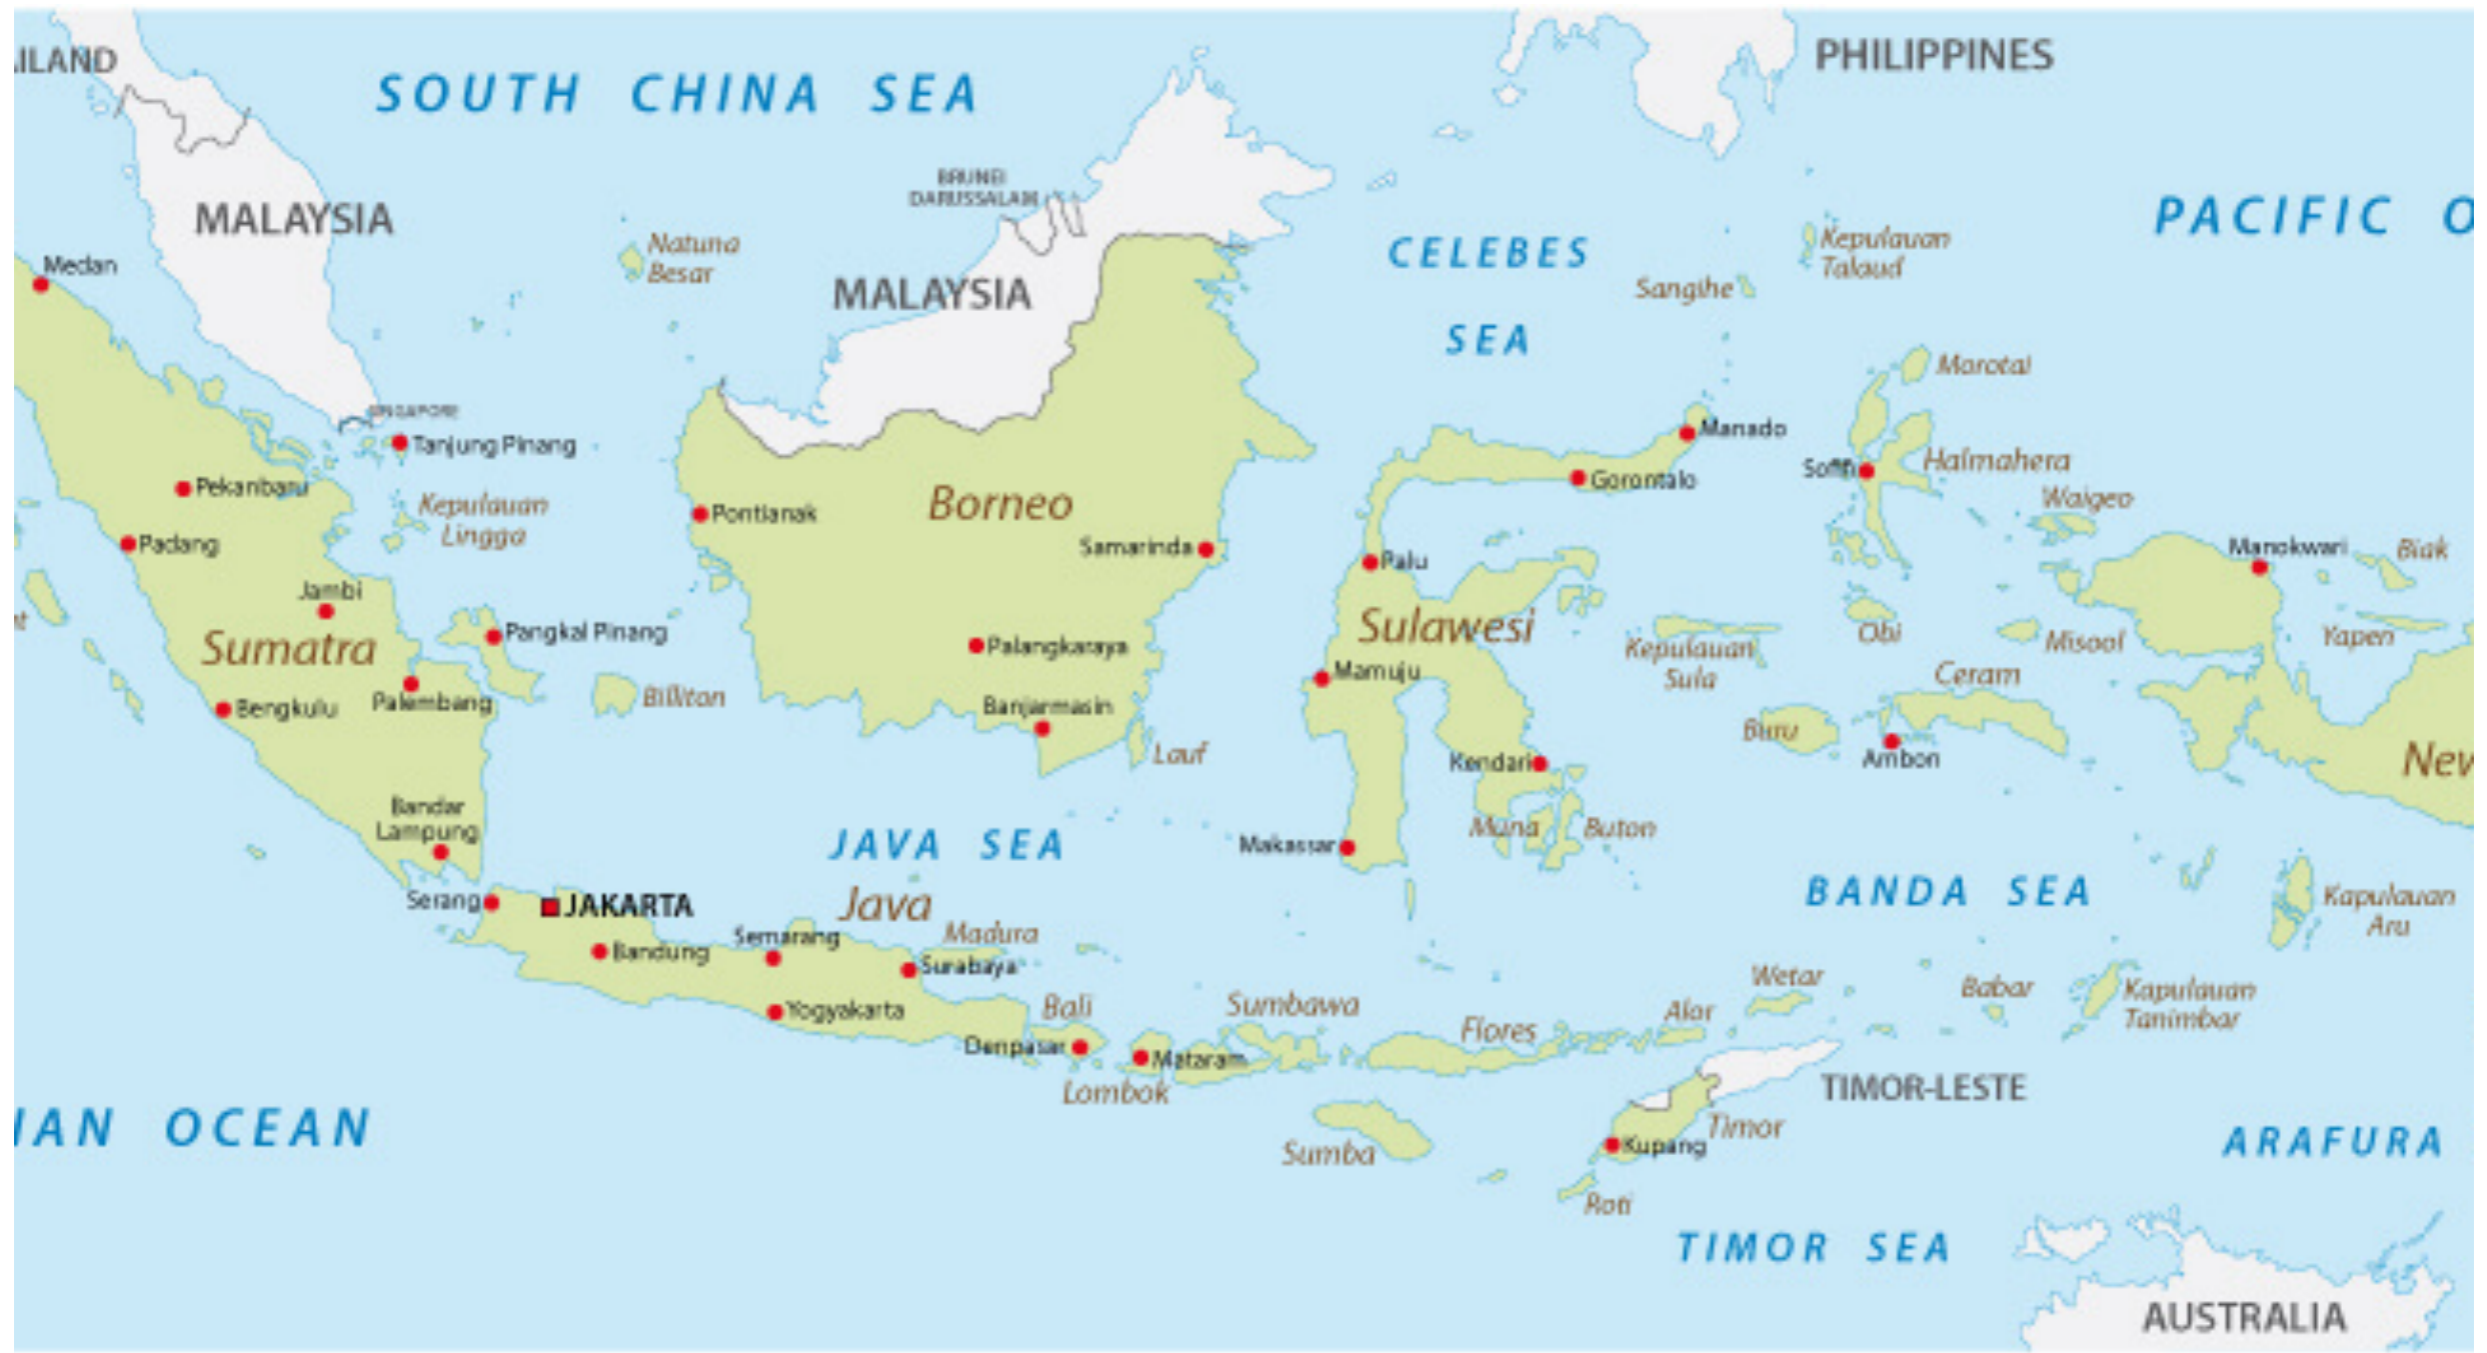 ILAND
PHILIPPINES
SOUTH CHINA SEA
BRUNEI
DARUSSALAM
MALAYSIA
PACIFIC O
Natuna
Besar
CELEBES
SEA
Kepulauan
Talaud
Medan
MALAYSIA
Sangihe
Morotai
SINGAPORE
Tanjung Pinang
Manado
Sofifi
Halmahera
Gorontalo
Pekanbaru
Waigeo
Kepulauan
Lingga
Borneo
Pontianak
Padang
Samarinda
Manokwari
Biak
Palu
Jambi
Sulawesi
Pangkal Pinang
Obi
Yapen
Misool
Kepulauan
Sula
Sumatra
Palangkaraya
Mamuju
Ceram
Billiton
Palembang
Bengkulu
Banjarmasin
Buru
Lauf
Ambon
Kendari
New
Bandar
Lampung
Muna
Buton
JAVA SEA
Makassar
BANDA SEA
Kapulauan
Aru
Serang
JAKARTA
Java
Madura
Semarang
Bandung
Surabaya
Wetar
Babar
Kapulauan
Tanimbar
Yogyakarta
Bali
Sumbawa
Alor
Flores
Denpasar
Mataram
Lombok
TIMOR-LESTE
IAN OCEAN
Timor
Sumba
Kupang
ARAFURA
Roti
TIMOR SEA
AUSTRALIA